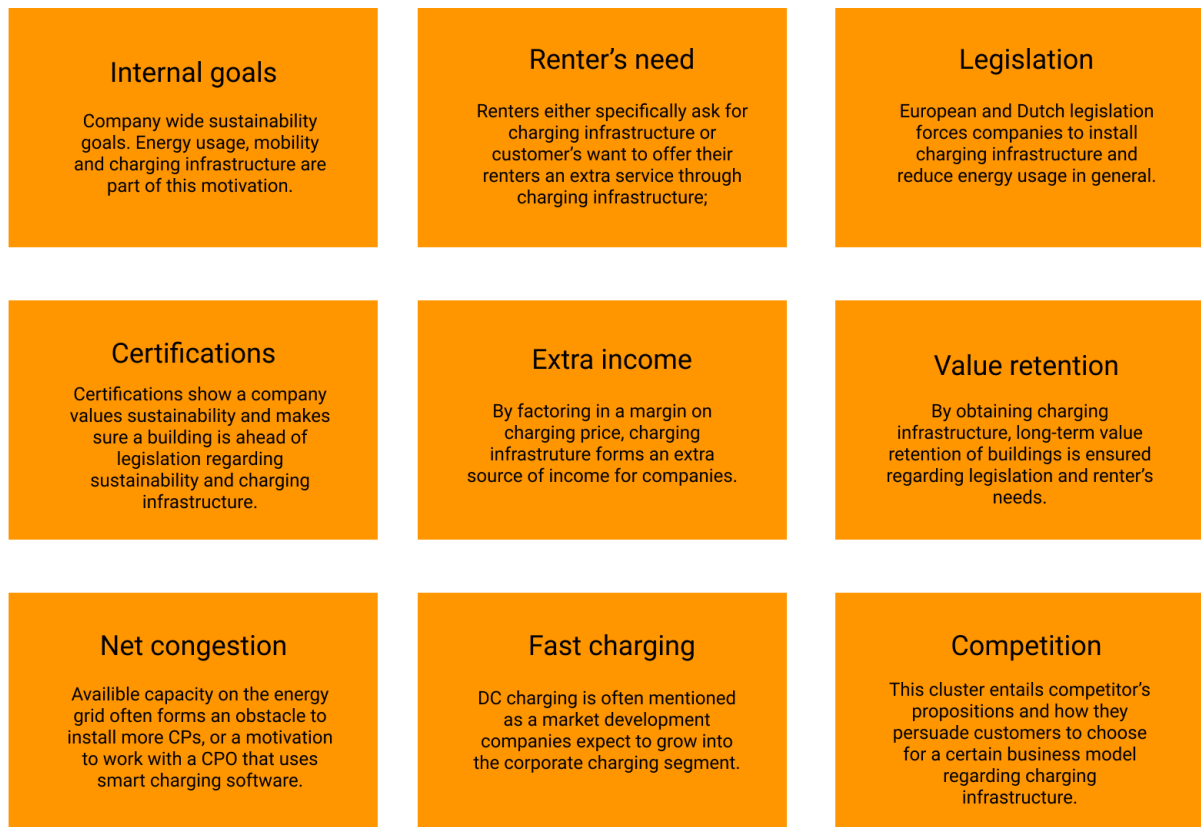 Internal goals
Company wide sustainability
goals. Energy usage, mobility
and charging infrastructure are
part of this motivation.
Renter's need
Renters either specifically ask for
charging infrastructure or
customer's want to offer their
renters an extra service through
charging infrastructure;
Legislation
European and Dutch legislation
forces companies to install
charging infrastructure and
reduce energy usage in general.
Certifications
Certifications show a company
values sustainability and makes
sure a building is ahead of
legislation regarding
sustainability and charging
infrastructure.
Extra income
By factoring in a margin on
charging price, charging
infrastruture forms an extra
source of income for companies.
Value retention
By obtaining charging
infrastructure, long-term value
retention of buildings is ensured
regarding legislation and renter's
needs.
Net congestion
Availible capacity on the energy
grid often forms an obstacle to
install more CPs, or a motivation
to work with a CPO that uses
smart charging software.
Fast charging
DC charging is often mentioned
as a market development
companies expect to grow into
the corporate charging segment.
Competition
This cluster entails competitor's
propositions and how they
persuade customers to choose
for a certain business model
regarding charging
infrastructure.